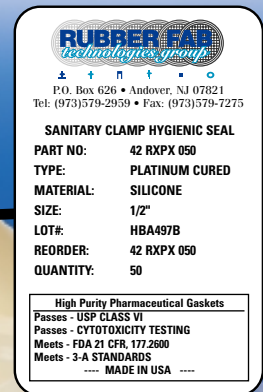 RUBBER FAB
technologies group
P.O. Box 626 • Andover, NJ 07821
Tel: (973)579-2959 • Fax: (973)579-7275
SANITARY CLAMP HYGIENIC SEAL
PART NO: 42 RXPX 050
TYPE: PLATINUM CURED
MATERIAL: SILICONE
SIZE: 1/2"
LOT#: HBA497B
REORDER: 42 RXPX 050
QUANTITY: 50
High Purity Pharmaceutical Gaskets
Passes - USP CLASS VI
Passes - CYTOTOXICITY TESTING
Meets - FDA 21 CFR, 177.2600
Meets - 3-A STANDARDS
---- MADE IN USA ----